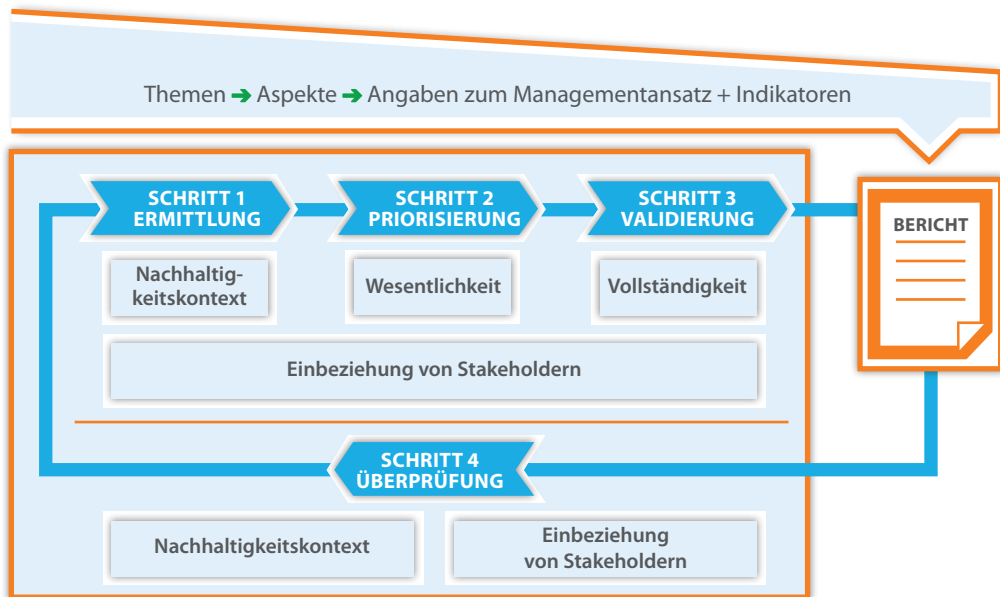 Themen ➔ Aspekte ➔ Angaben zum Managementansatz + Indikatoren
SCHRITT 1
ERMITTLUNG
SCHRITT 2
PRIORISIERUNG
SCHRITT 3
VALIDIERUNG
BERICHT
Nachhaltig-
keitskontext
Wesentlichkeit
Vollständigkeit
Einbeziehung von Stakeholdern
SCHRITT 4
ÜBERPRÜFUNG
Nachhaltigkeitskontext
Einbeziehung
von Stakeholdern